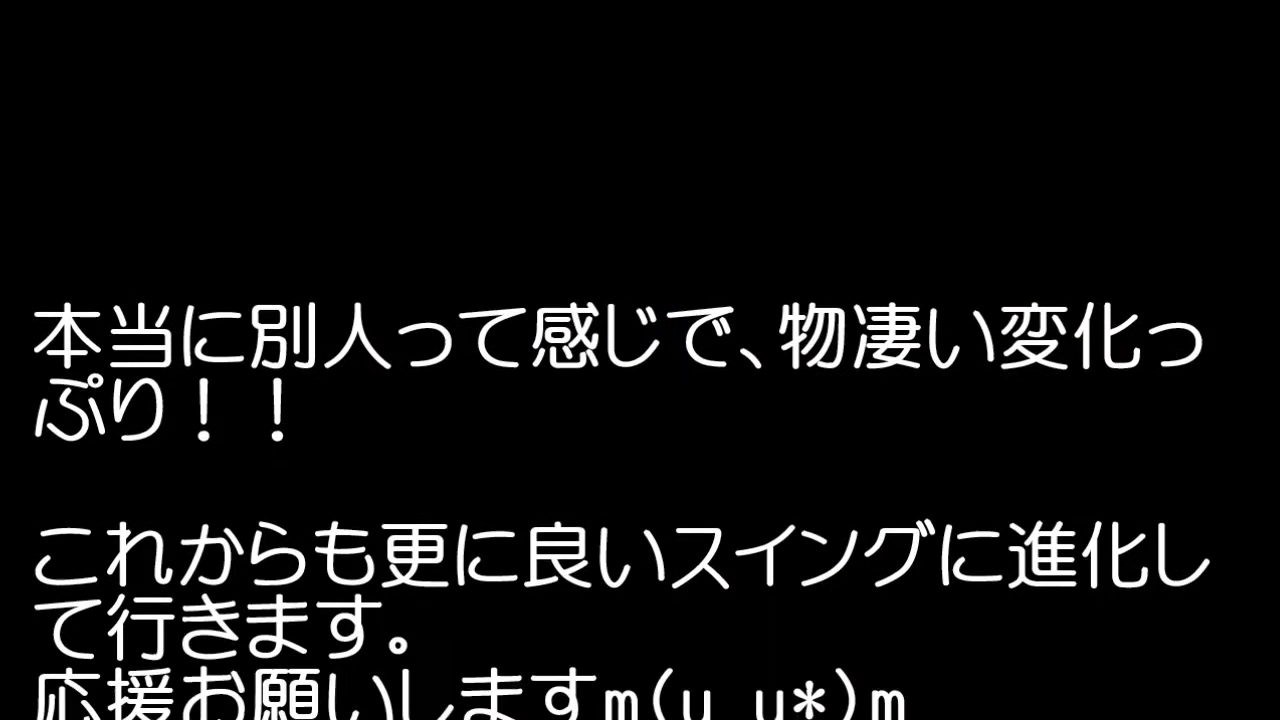 本当に別人って感じで、物凄い変化っ
ぷり！！
これからも更に良いスイングに進化し
て行きます。
応援お願いしますm(u_u*)m